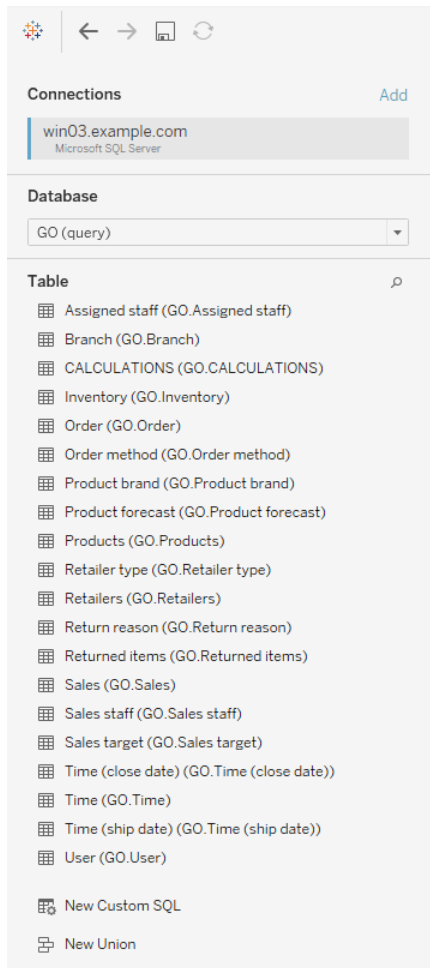 Connections
Add
win03.example.com
Microsoft SQL Server
Database
GO (query)
Table
Assigned staff (GO.Assigned staff)
Branch (GO.Branch)
CALCULATIONS (GO.CALCULATIONS)
Inventory (GO.Inventory)
Order (GO.Order)
Order method (GO.Order method)
Product brand (GO.Product brand)
Product forecast (GO.Product forecast)
Products (GO.Products)
Retailer type (GO.Retailer type)
Retailers (GO.Retailers)
Return reason (GO.Return reason)
Returned items (GO.Returned items)
Sales (GO.Sales)
Sales staff (GO.Sales staff)
Sales target (GO.Sales target)
Time (close date) (GO.Time (close date))
Time (GO.Time)
Time (ship date) (GO.Time (ship date))
User (GO.User)
New Custom SQL
New Union